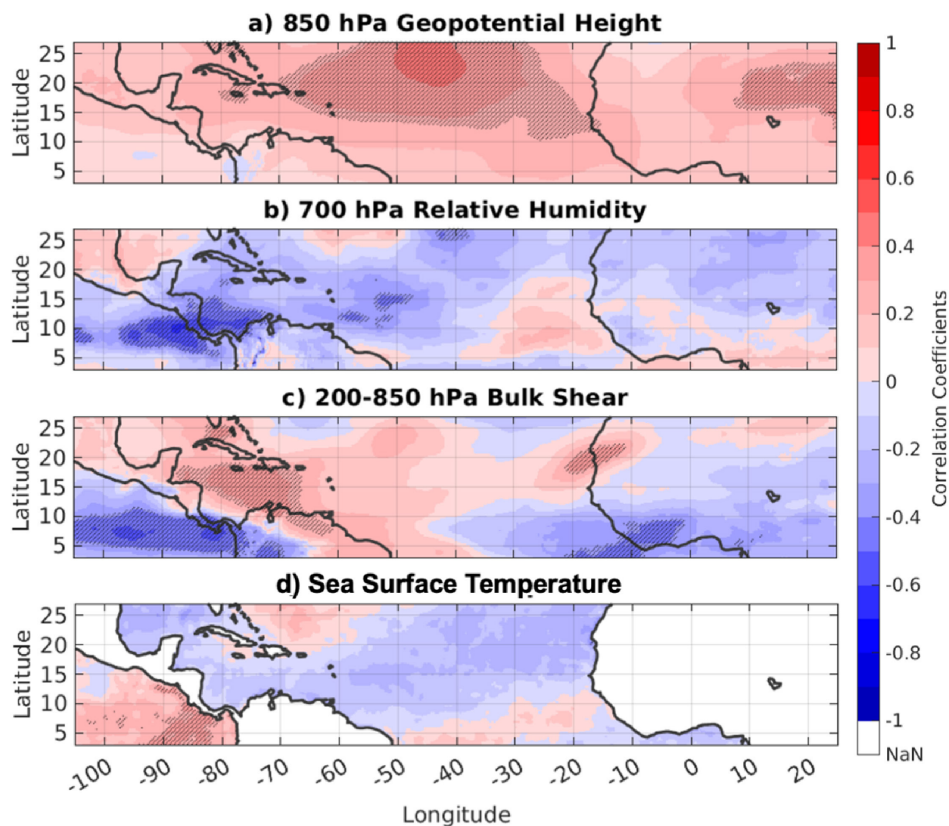 a) 850 hPa Geopotential Height
Latitude
25
20
15
10
5
b) 700 hPa Relative Humidity
Latitude
25
20
15
10
5
c) 200-850 hPa Bulk Shear
Latitude
25
20
15
10
5
d) Sea Surface Temperature
Latitude
25
20
15
10
5
-100 -90 -80 -70 -60 -50 -40 -30 -20 -10 0 10 20
Longitude
1
0.8
0.6
0.4
0.2
0
-0.2
-0.4
-0.6
-0.8
-1
NaN
Correlation Coefficients